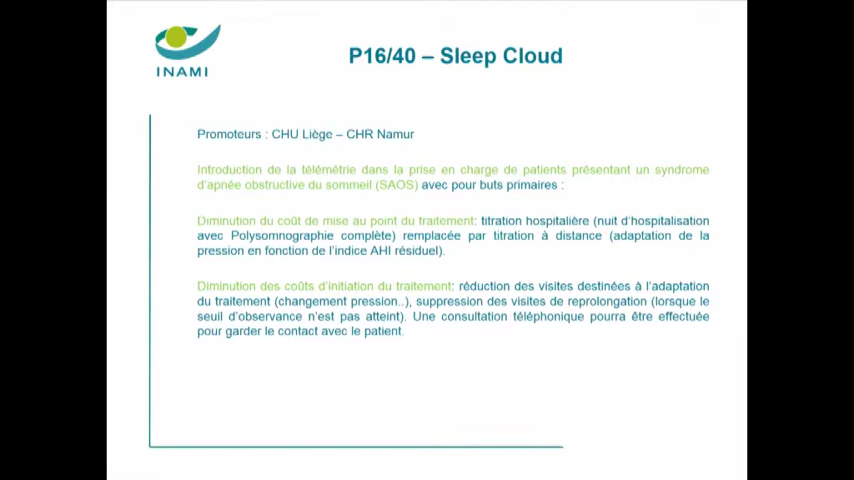 INAMI
P16/40 – Sleep Cloud
Promoteurs : CHU Liège – CHR Namur
Introduction de la télémétrie dans la prise en charge de patients présentant un syndrome
d'apnée obstructive du sommeil (SAOS) avec pour buts primaires :
Diminution du coût de mise au point du traitement: titration hospitalière (nuit d'hospitalisation
avec Polysomnographie complète) remplacée par titration à distance (adaptation de la
pression en fonction de l'indice AHI résiduel).
Diminution des coûts d'initiation du traitement: réduction des visites destinées à l'adaptation
du traitement (changement pression..), suppression des visites de reprolongation (lorsque le
seuil d'observance n'est pas atteint). Une consultation téléphonique pourra être effectuée
pour garder le contact avec le patient.